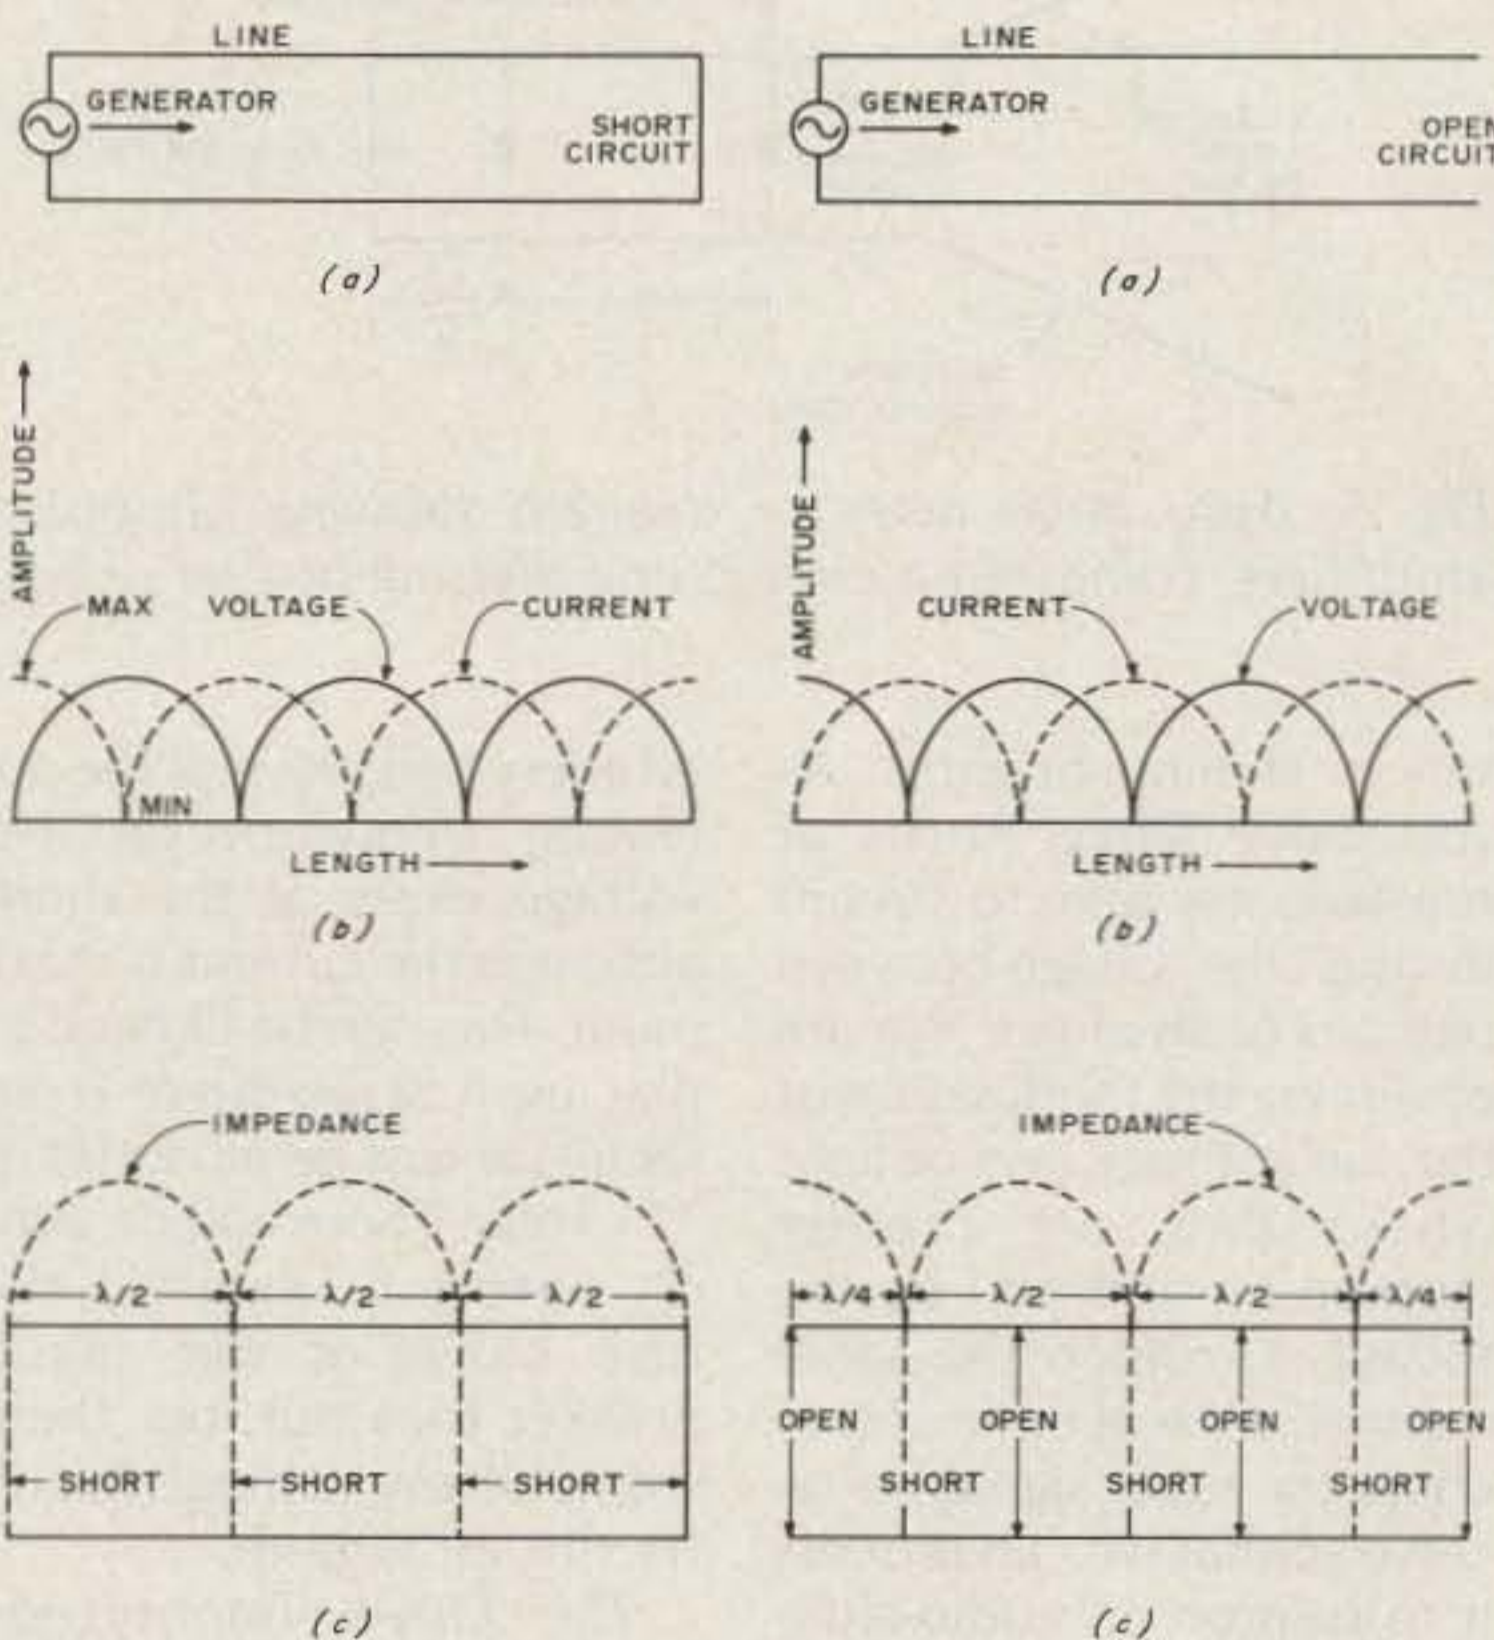 LINE
GENERATOR
SHORT
CIRCUIT
(a)
AMPLITUDE
MAX
VOLTAGE
CURRENT
MIN
LENGTH
(b)
IMPEDANCE
λ/2
λ/2
λ/2
SHORT
SHORT
SHORT
(c)
LINE
GENERATOR
OPEN
CIRCUIT
(a)
AMPLITUDE
CURRENT
VOLTAGE
LENGTH
(b)
IMPEDANCE
λ/4
λ/2
λ/2
λ/4
OPEN
OPEN
OPEN
OPEN
SHORT
SHORT
SHORT
(c)